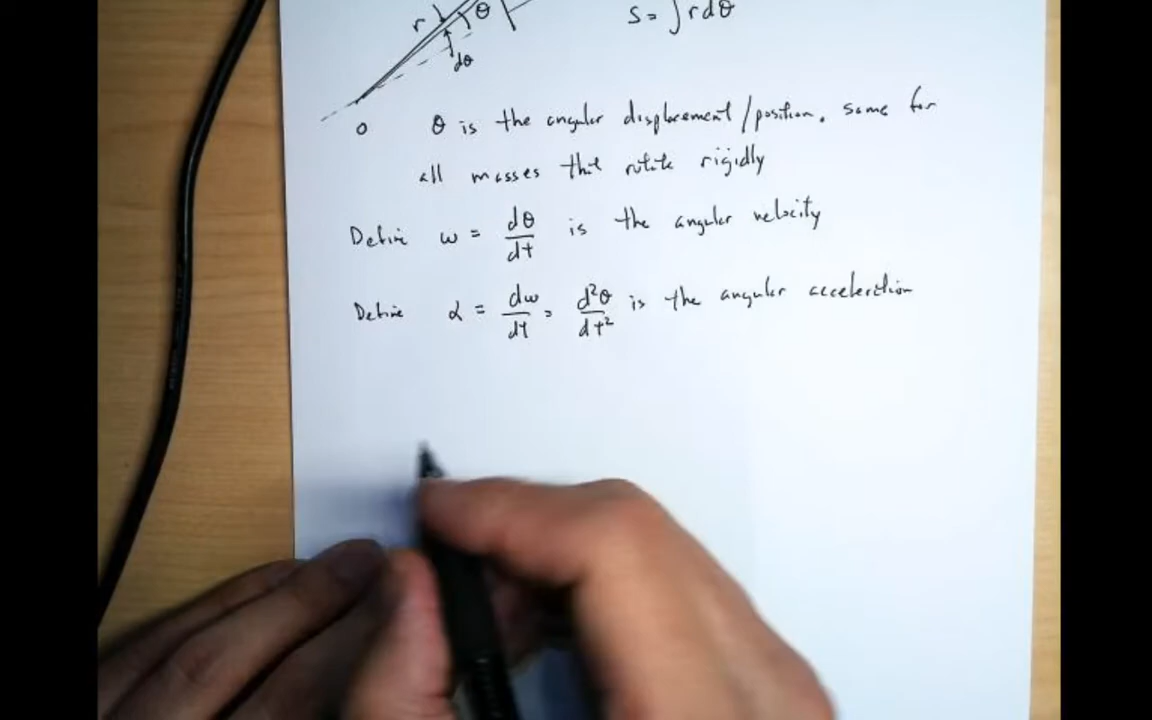 r θ
S = ∫ r dθ
dθ
O θ is the angular displacement/position. same for
all masses that rotate rigidly
Define ω = dθ/dt is the angular velocity
Define α = dω/dt = d²θ/dt² is the angular acceleration